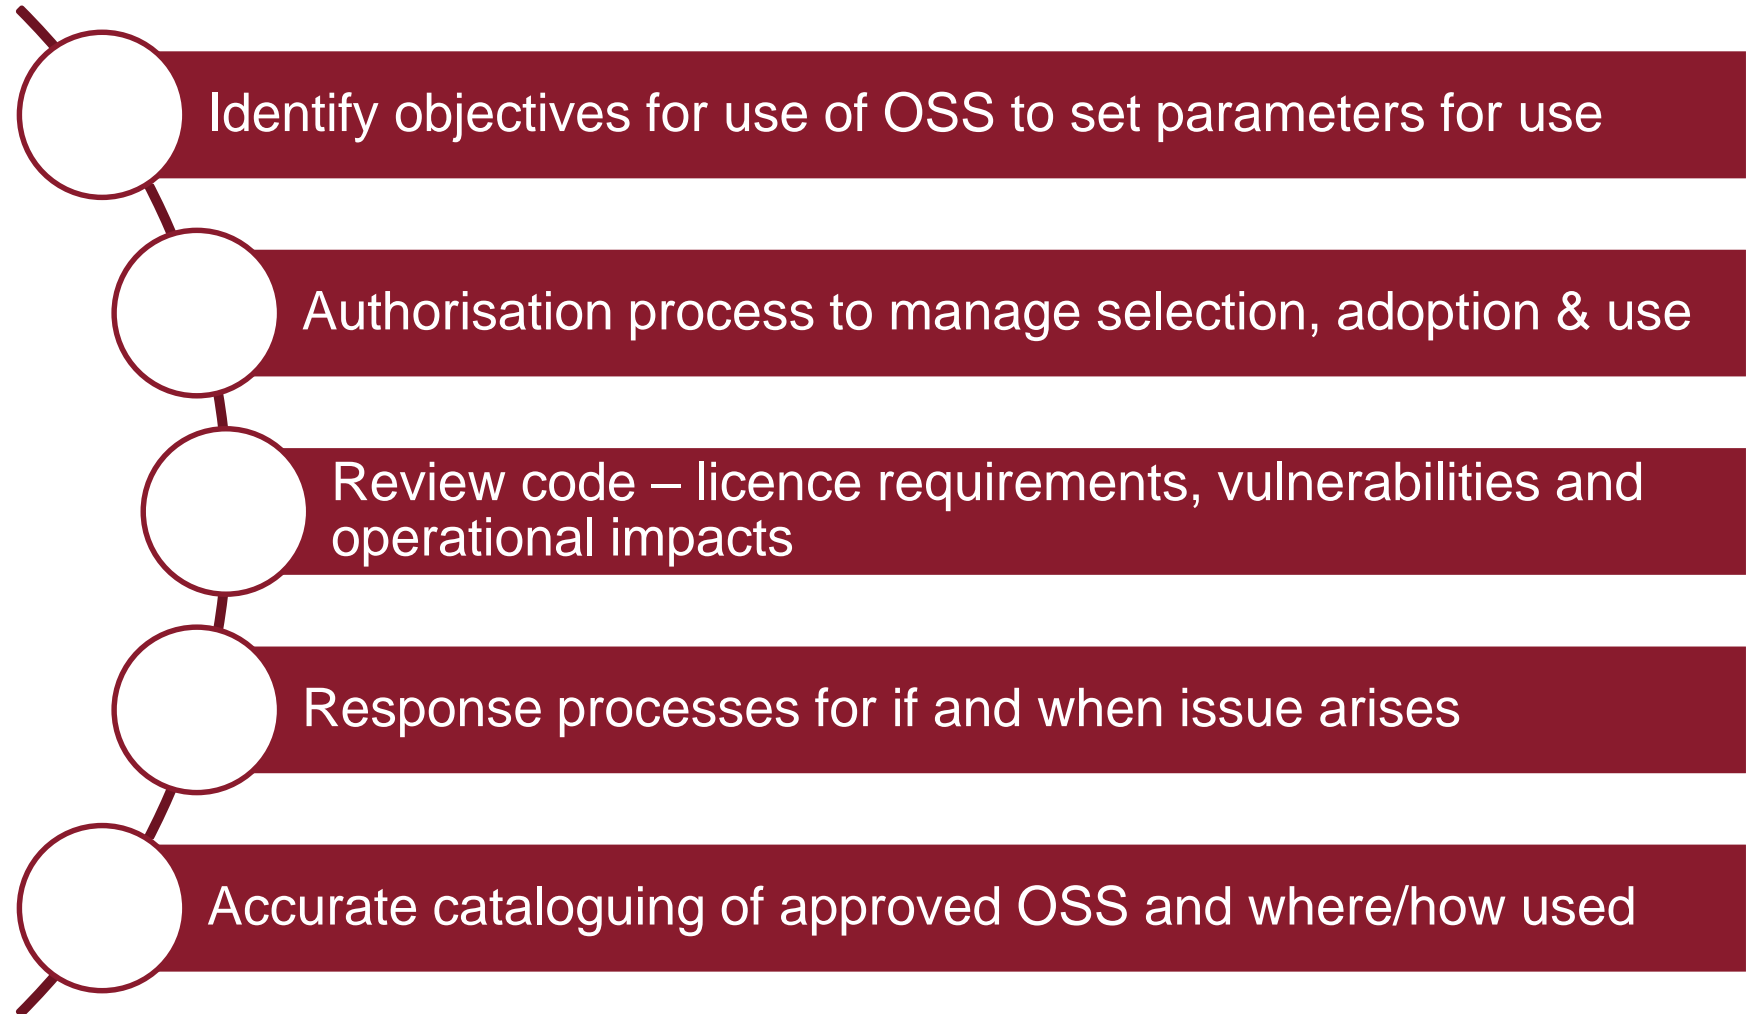 Identify objectives for use of OSS to set parameters for use
Authorisation process to manage selection, adoption & use
Review code – licence requirements, vulnerabilities and
operational impacts
Response processes for if and when issue arises
Accurate cataloguing of approved OSS and where/how used